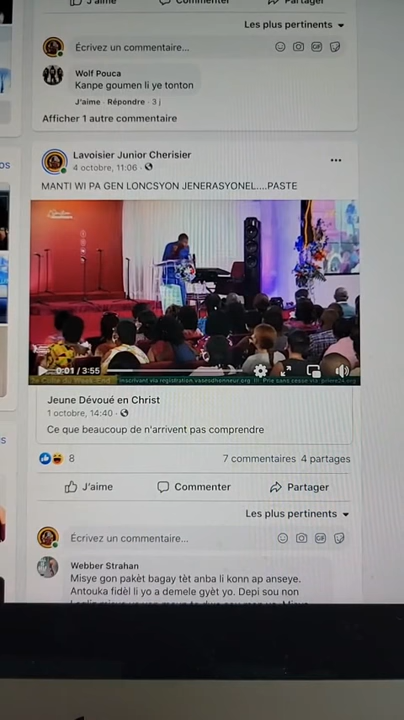 J'aime Commenter Partager
Les plus pertinents
Écrivez un commentaire...
GIF
Wolf Pouca
Kanpe goumen li ye tonton
J'aime · Répondre · 3 j
Afficher 1 autre commentaire
Lavoisier Junior Cherisier
4 octobre, 11:06 ·
MANTI WI PA GEN LONCSYON JENERASYONEL....PASTE
0:01 / 3:55
Jeune Dévoué en Christ
1 octobre, 14:40 ·
Ce que beaucoup de n'arrivent pas comprendre
8
7 commentaires 4 partages
J'aime Commenter Partager
Les plus pertinents
Écrivez un commentaire...
GIF
Webber Strahan
Misye gon pakèt bagay tèt anba li konn ap anseye.
Antouka fidèl li yo a demele gyèt yo. Depi sou non